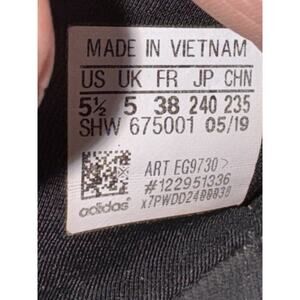 MADE IN VIETNAM
US UK FR JP CHN
5½ 5 38 240 235
SHW 675001 05/19
ART EG9730 >
#122951336
adidas